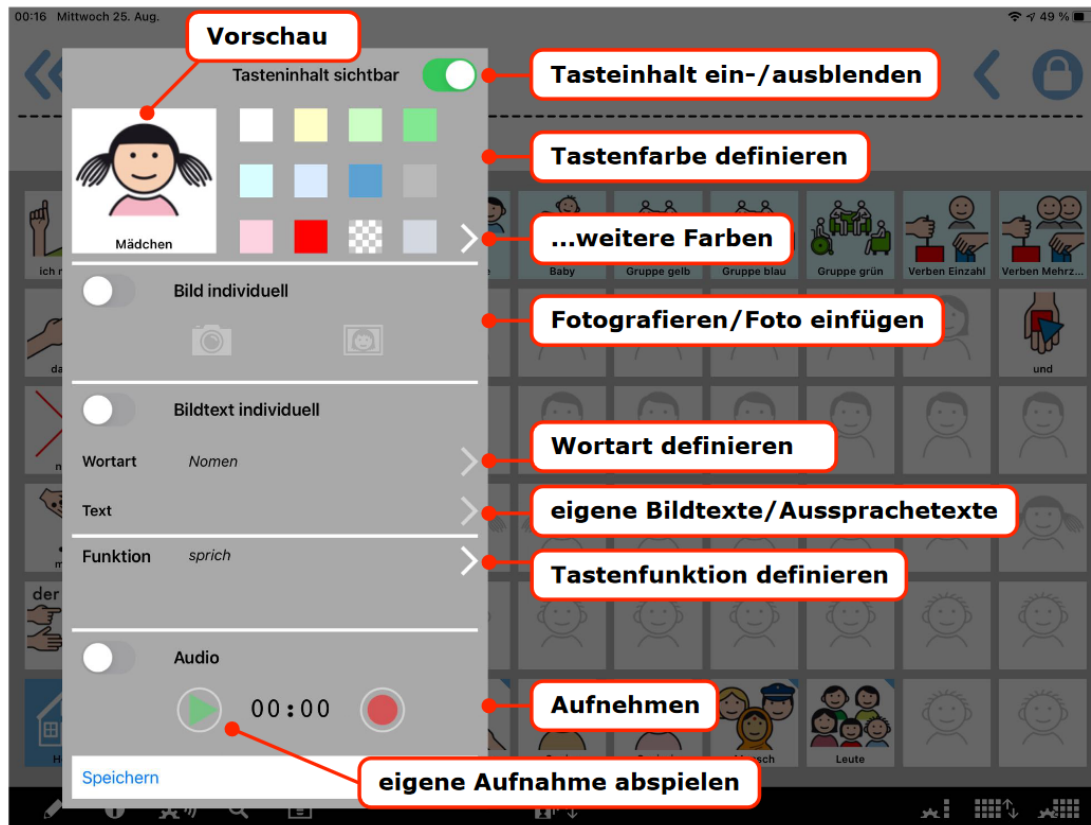 00:16 Mittwoch 25. Aug.
49 %
Vorschau
Tasteninhalt sichtbar
Tasteinhalt ein-/ausblenden
Tastenfarbe definieren
Mädchen
...weitere Farben
ich
Baby
Gruppe gelb
Gruppe blau
Gruppe grün
Verben Einzahl
Verben Mehrz...
Bild individuell
Fotografieren/Foto einfügen
und
Bildtext individuell
Wortart definieren
Wortart
Nomen
Text
eigene Bildtexte/Aussprachetexte
Funktion
sprich
Tastenfunktion definieren
der
Audio
00:00
Aufnehmen
Leute
Speichern
eigene Aufnahme abspielen